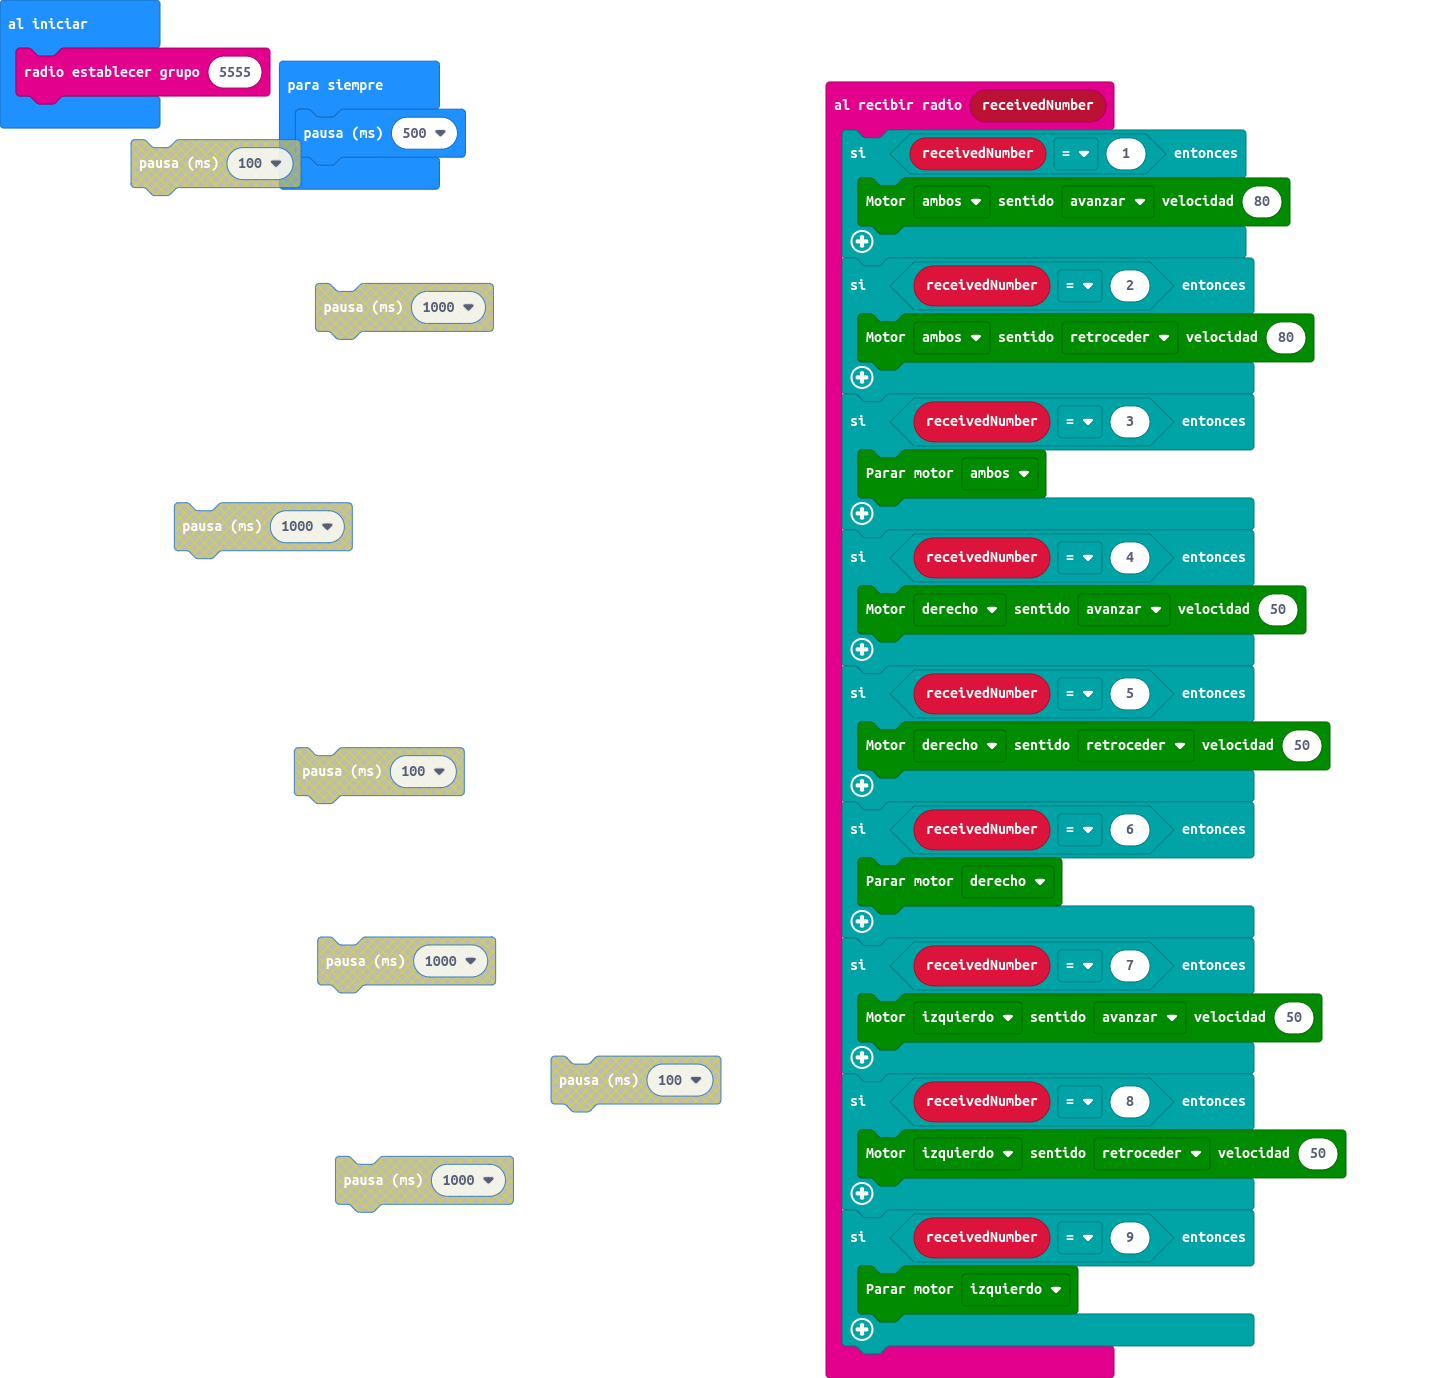 al iniciar
radio establecer grupo 5555
para siempre
pausa (ms) 500
pausa (ms) 100
pausa (ms) 1000
pausa (ms) 1000
pausa (ms) 100
pausa (ms) 1000
pausa (ms) 100
pausa (ms) 1000
al recibir radio receivedNumber
si receivedNumber = 1 entonces
Motor ambos sentido avanzar velocidad 80
si receivedNumber = 2 entonces
Motor ambos sentido retroceder velocidad 80
si receivedNumber = 3 entonces
Parar motor ambos
si receivedNumber = 4 entonces
Motor derecho sentido avanzar velocidad 50
si receivedNumber = 5 entonces
Motor derecho sentido retroceder velocidad 50
si receivedNumber = 6 entonces
Parar motor derecho
si receivedNumber = 7 entonces
Motor izquierdo sentido avanzar velocidad 50
si receivedNumber = 8 entonces
Motor izquierdo sentido retroceder velocidad 50
si receivedNumber = 9 entonces
Parar motor izquierdo